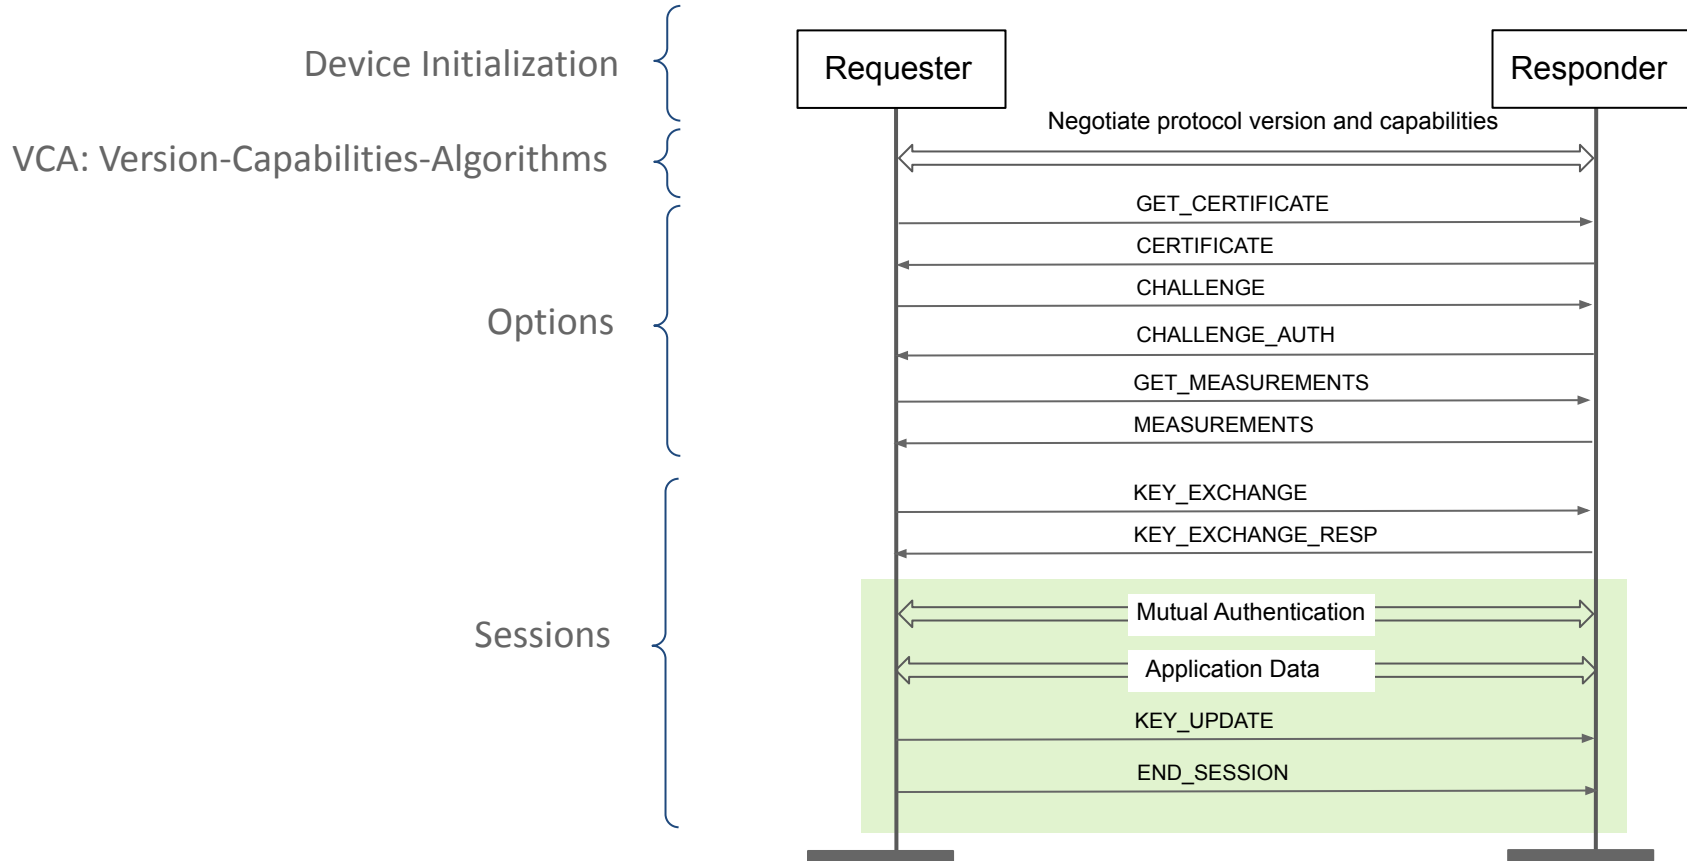 Device Initialization
Requester
Responder
Negotiate protocol version and capabilities
VCA: Version-Capabilities-Algorithms
GET_CERTIFICATE
CERTIFICATE
CHALLENGE
Options
CHALLENGE_AUTH
GET_MEASUREMENTS
MEASUREMENTS
KEY_EXCHANGE
KEY_EXCHANGE_RESP
Mutual Authentication
Sessions
Application Data
KEY_UPDATE
END_SESSION